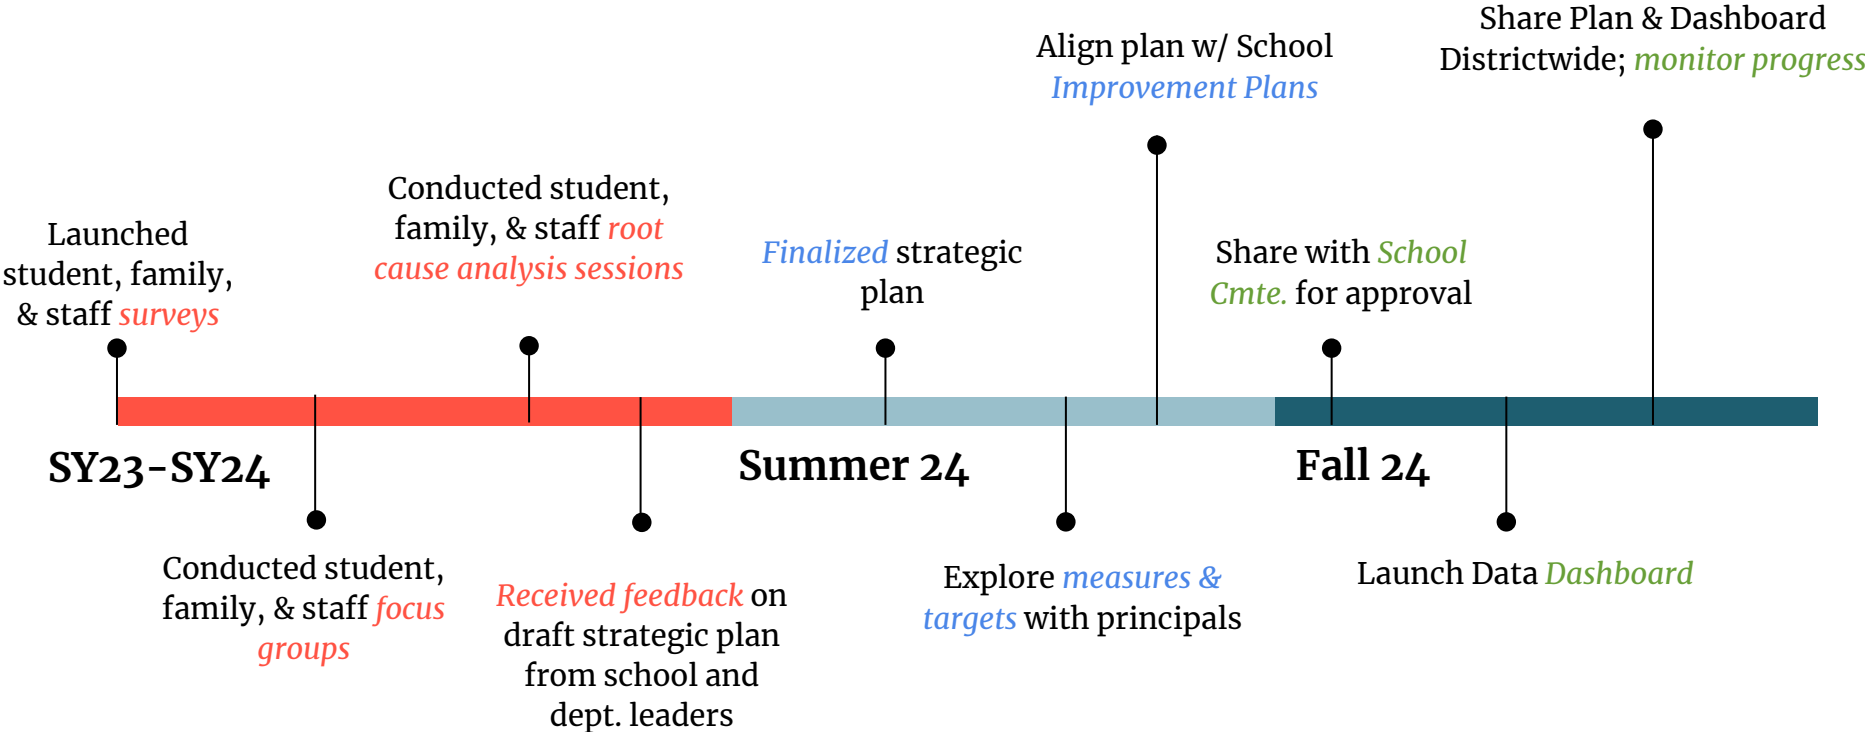 Launched
student, family,
& staff surveys
Conducted student,
family, & staff root
cause analysis sessions
Finalized strategic
plan
Align plan w/ School
Improvement Plans
Share with School
Cmte. for approval
Share Plan & Dashboard
Districtwide; monitor progress
SY23-SY24
Summer 24
Fall 24
Conducted student,
family, & staff focus
groups
Received feedback on
draft strategic plan
from school and
dept. leaders
Explore measures &
targets with principals
Launch Data Dashboard